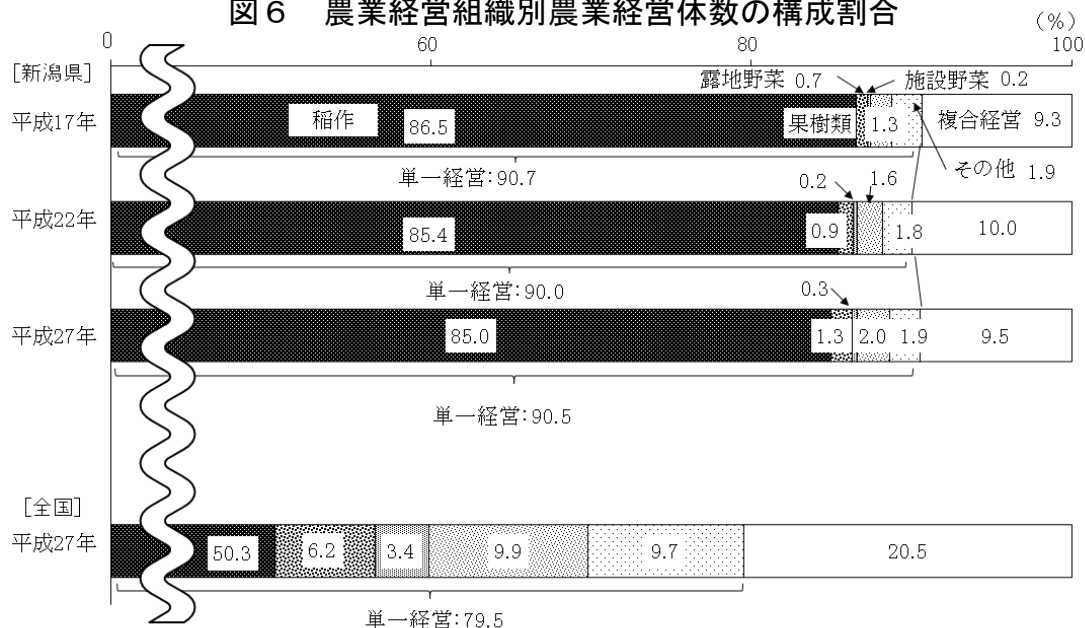 図６　農業経営組織別農業経営体数の構成割合
(%)
0 60 80 100
[新潟県]
露地野菜 0.7 施設野菜 0.2
平成17年 稲作 86.5 果樹類 1.3 複合経営 9.3
単一経営:90.7 その他 1.9
0.2 1.6
平成22年 85.4 0.9 1.8 10.0
単一経営:90.0
0.3
平成27年 85.0 1.3 2.0 1.9 9.5
単一経営:90.5
[全国]
平成27年 50.3 6.2 3.4 9.9 9.7 20.5
単一経営:79.5